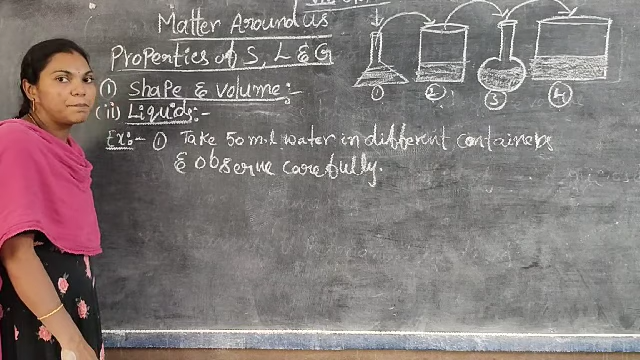 Matter Around us
Properties of S, L & G
(i) Shape & volume:-
(ii) Liquids:-
Ex:- (1) Take 50 m.l water in different containers
& observe carefully.
1
2
3
4